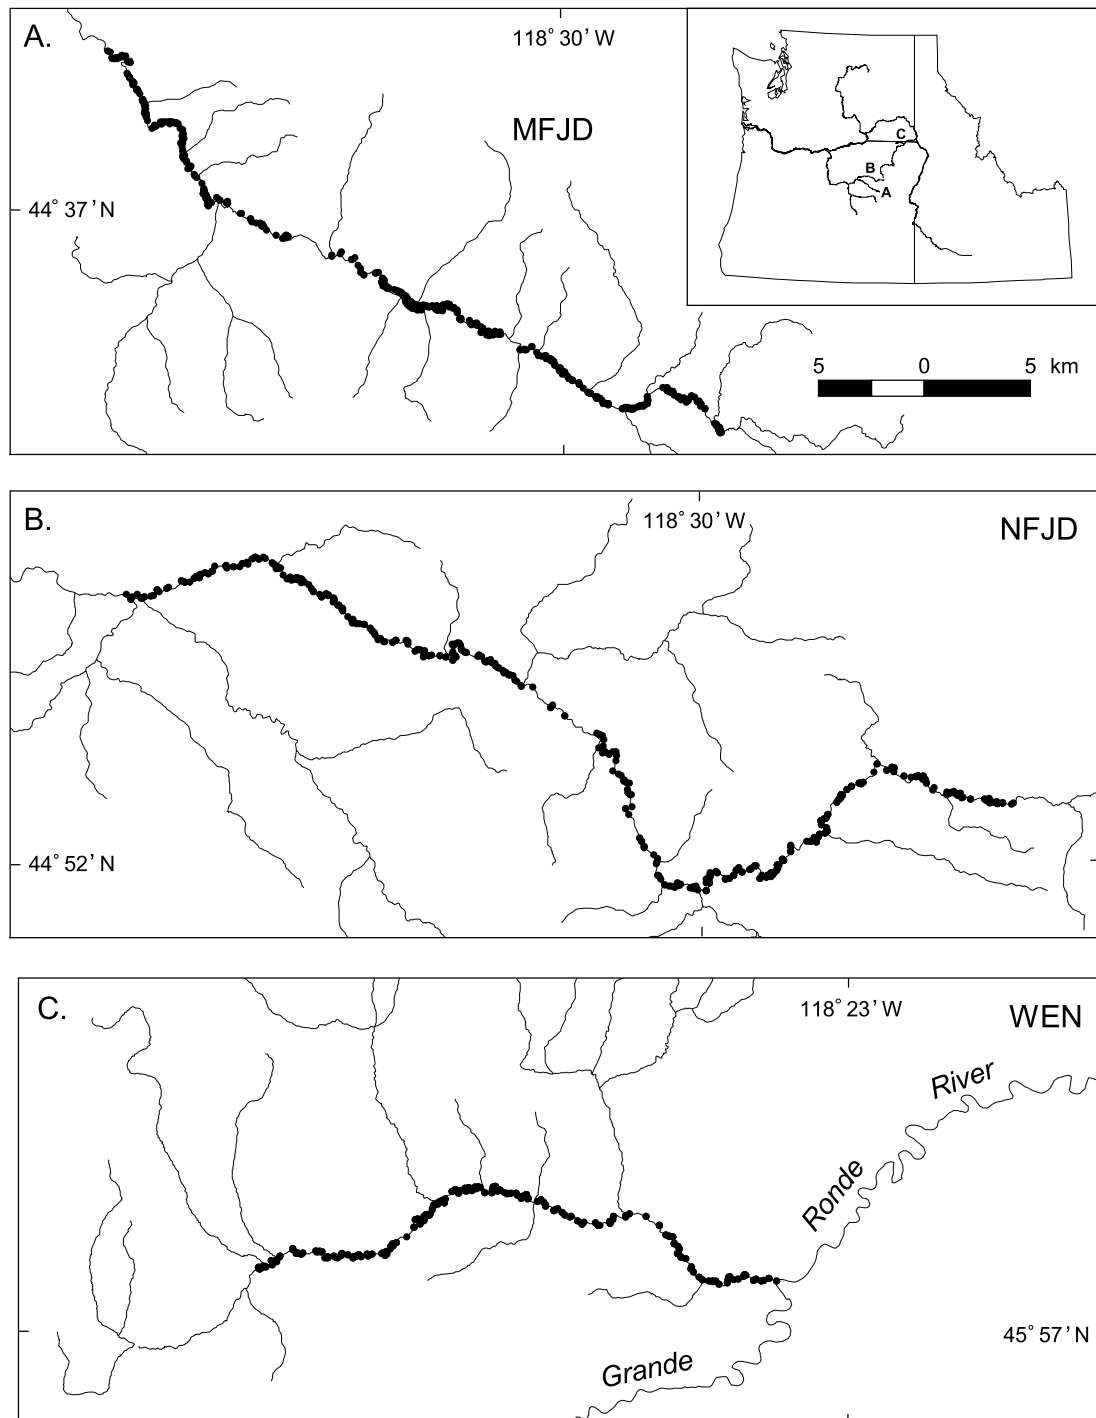 A.
118° 30' W
MFJD
44° 37' N
C
B
A
5 0 5 km
B.
118° 30' W
NFJD
44° 52' N
C.
118° 23' W
WEN
River
Ronde
45° 57' N
Grande